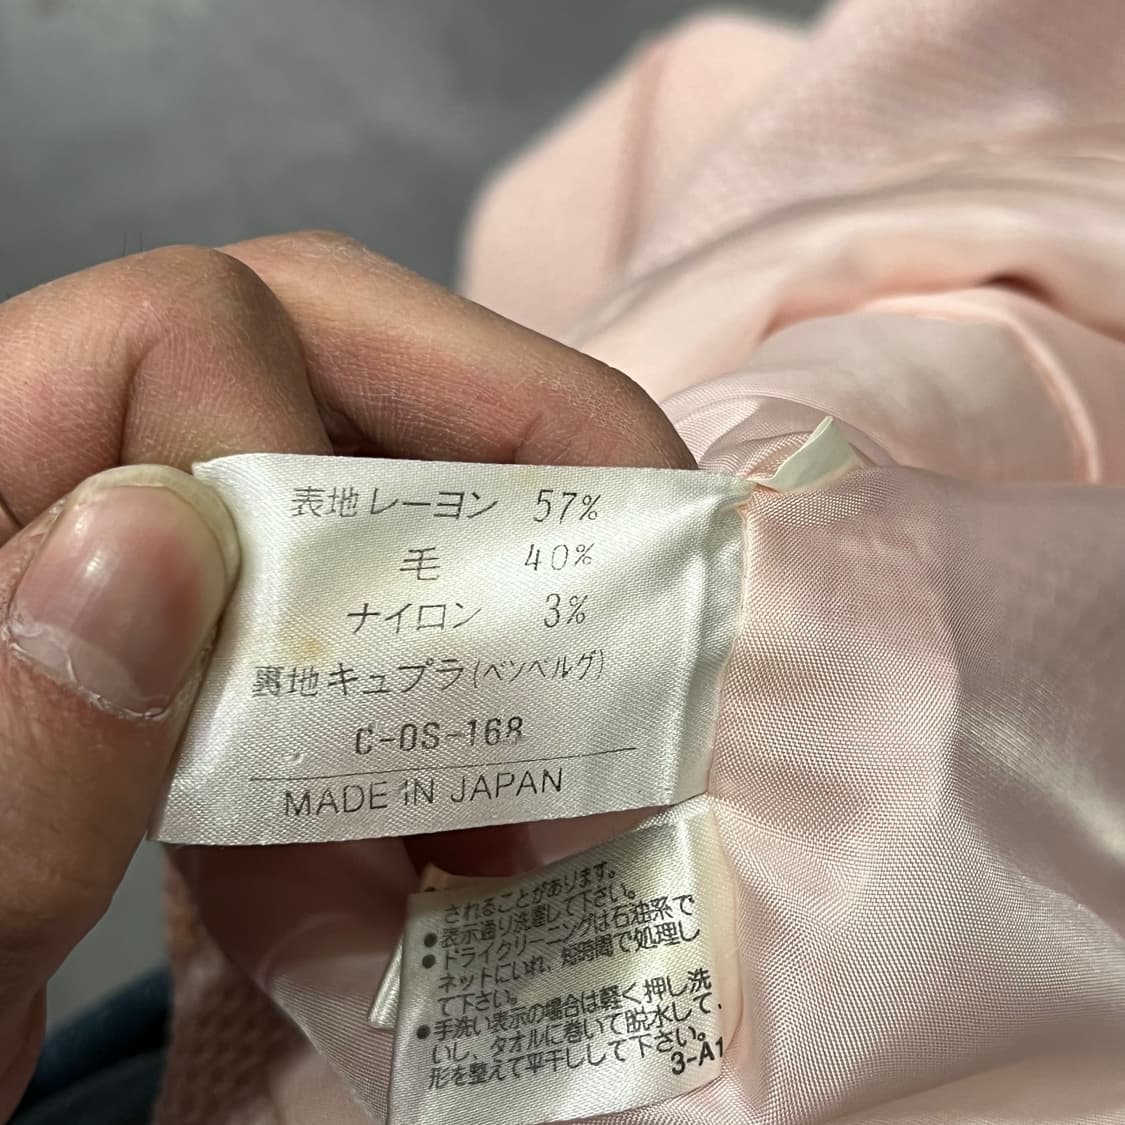 表地レーヨン 57%
毛 40%
ナイロン 3%
裏地キュプラ(ベンベルグ)
C-OS-168
MADE IN JAPAN
されることがあります。
●表示通り洗濯して下さい。
●ドライクリーニングは石油系で
ネットにいれ、短時間で処理し
て下さい。
●手洗い表示の場合は軽く押し洗
いし、タオルに巻いて脱水して、
形を整えて平干しして下さい。
3-A1